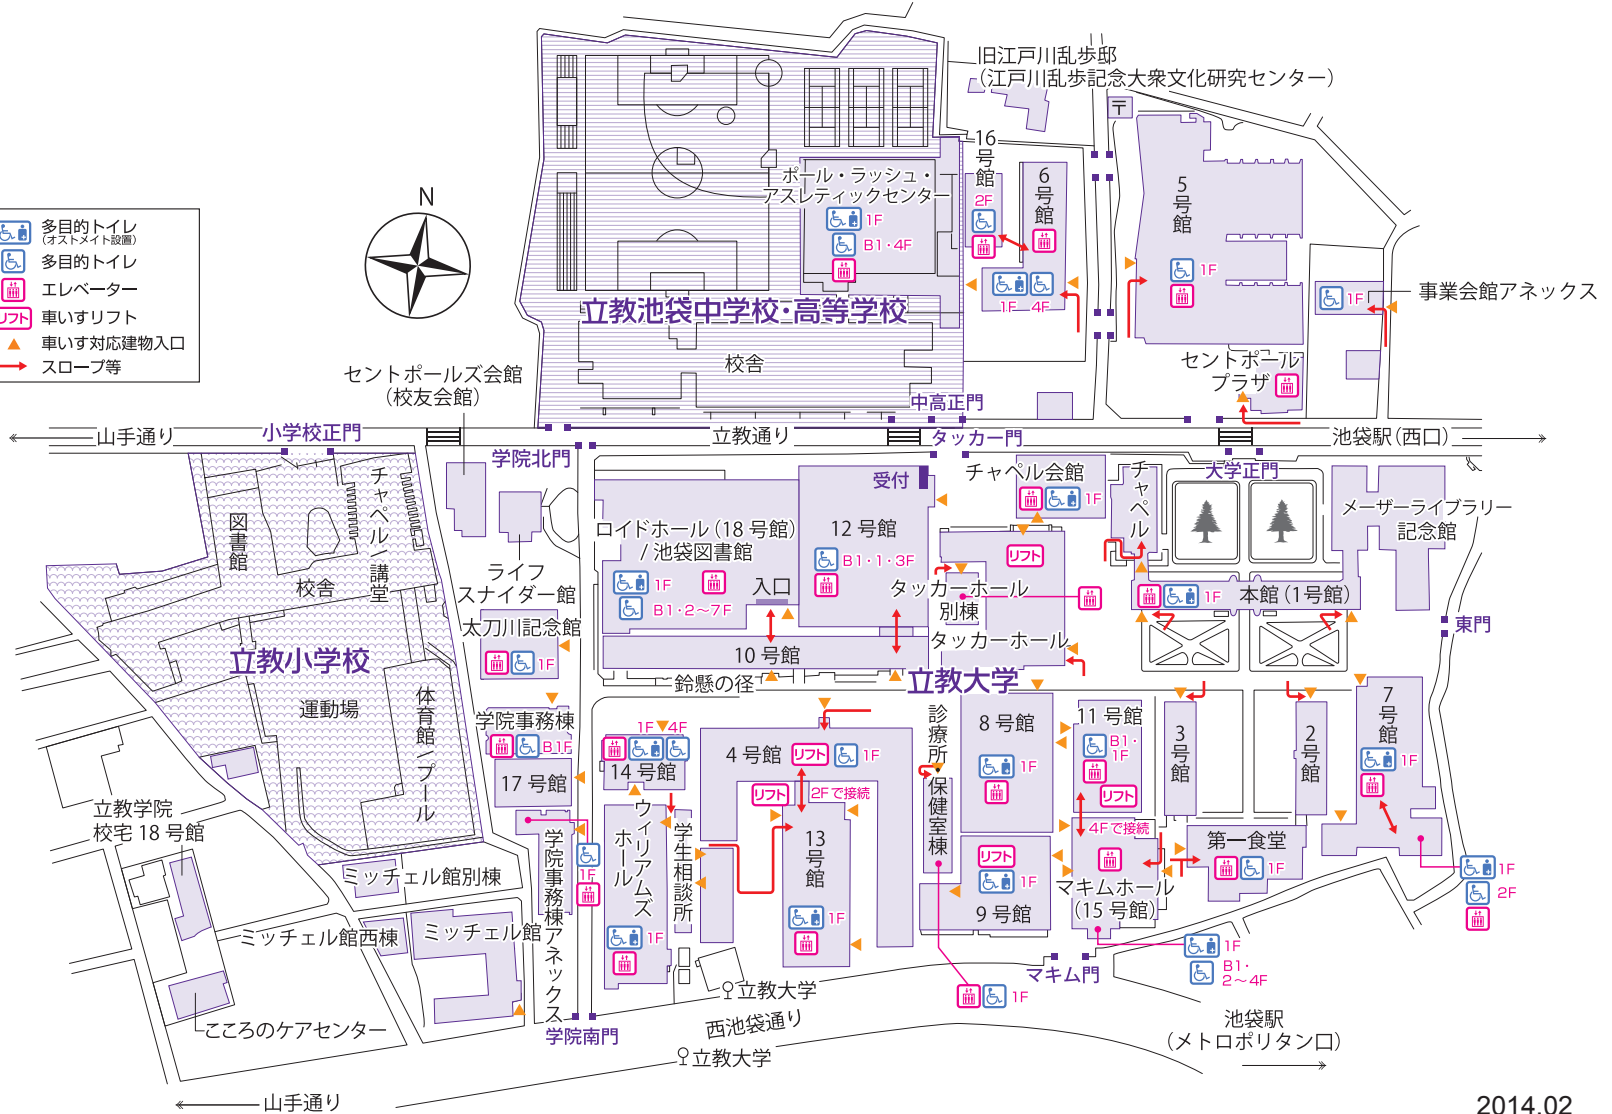 旧江戸川乱歩邸
（江戸川乱歩記念大衆文化研究センター）
〒
16号館
2F
6号館
1F 4F
5号館
1F
ポール・ラッシュ・
アスレティックセンター
1F
B1・4F
N
多目的トイレ
（オストメイト設置）
多目的トイレ
エレベーター
リフト 車いすリフト
車いす対応建物入口
スロープ等
立教池袋中学校・高等学校
校舎
1F
事業会館アネックス
セントポール
プラザ
セントポールズ会館
（校友会館）
中高正門
山手通り
小学校正門
立教通り
タッカー門
池袋駅（西口）
学院北門
大学正門
チャペル／講堂
図書館
校舎
受付
チャペル会館
1F
チャペル
メーザーライブラリー
記念館
ロイドホール（18号館）
／池袋図書館
1F
B1・2～7F
入口
12号館
B1・1・3F
リフト
タッカーホール
別棟
タッカーホール
1F
本館（1号館）
東門
ライフ
スナイダー館
太刀川記念館
1F
10号館
鈴懸の径
立教大学
立教小学校
運動場
体育館／プール
学院事務棟
B1F
17号館
1F 4F
14号館
4号館
リフト
1F
リフト
2Fで接続
13号館
1F
診療所・保健室棟
8号館
1F
11号館
B1・
1F
リフト
4Fで接続
3号館
2号館
7号館
1F
第一食堂
1F
リフト
1F
9号館
マキムホール
（15号館）
1F
2F
立教学院
校宅18号館
学院事務棟アネックス
1F
ウィリアムズホール
1F
学生相談所
ミッチェル館別棟
ミッチェル館西棟
ミッチェル館
こころのケアセンター
学院南門
立教大学
西池袋通り
立教大学
1F
マキム門
1F
B1・
2～4F
池袋駅
（メトロポリタン口）
山手通り
2014.02